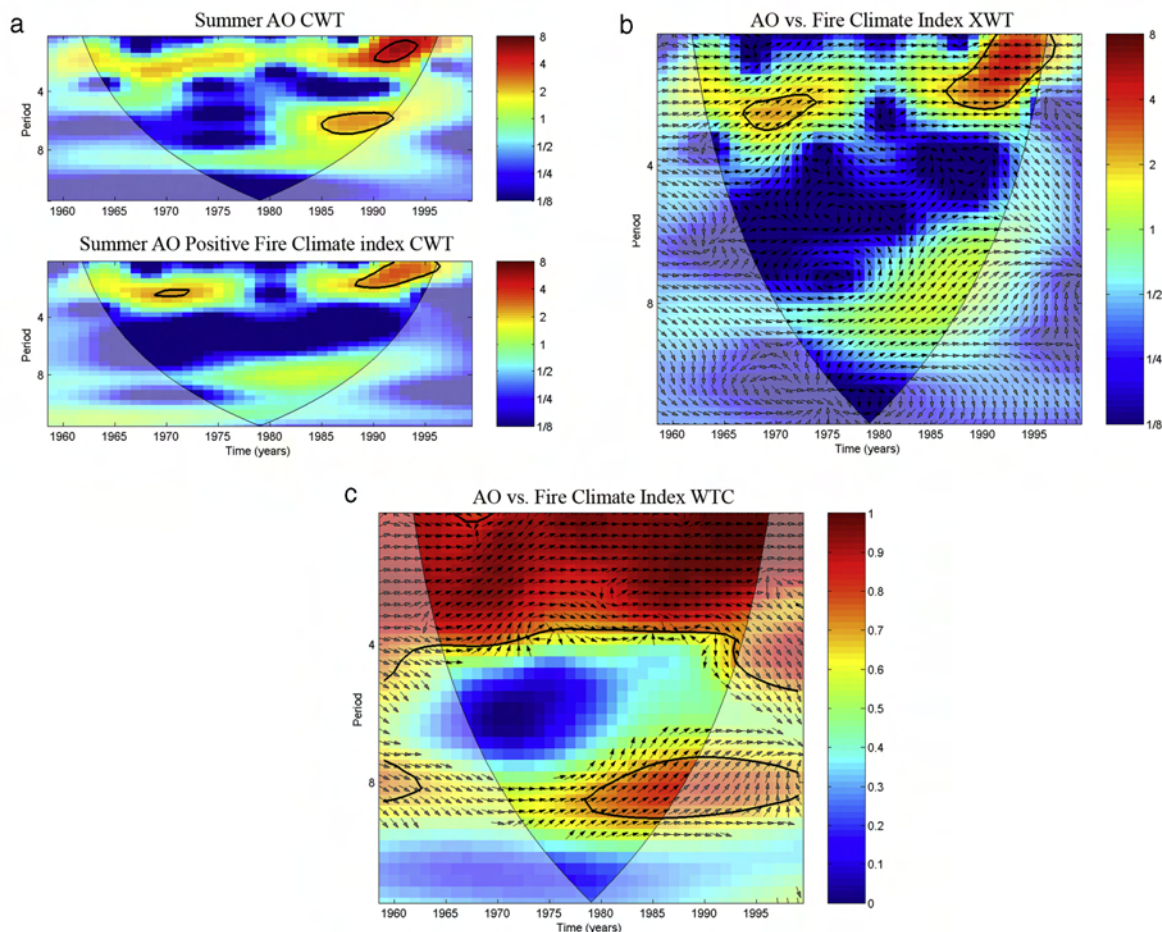 a
Summer AO CWT
8
4
2
1
1/2
1/4
1/8
Period
4
8
1960 1965 1970 1975 1980 1985 1990 1995
Summer AO Positive Fire Climate index CWT
8
4
2
1
1/2
1/4
1/8
Period
4
8
1960 1965 1970 1975 1980 1985 1990 1995
Time (years)
b
AO vs. Fire Climate Index XWT
8
4
2
1
1/2
1/4
1/8
Period
4
8
1960 1965 1970 1975 1980 1985 1990 1995
Time (years)
c
AO vs. Fire Climate Index WTC
1
0.9
0.8
0.7
0.6
0.5
0.4
0.3
0.2
0.1
0
Period
4
8
1960 1965 1970 1975 1980 1985 1990 1995
Time (years)